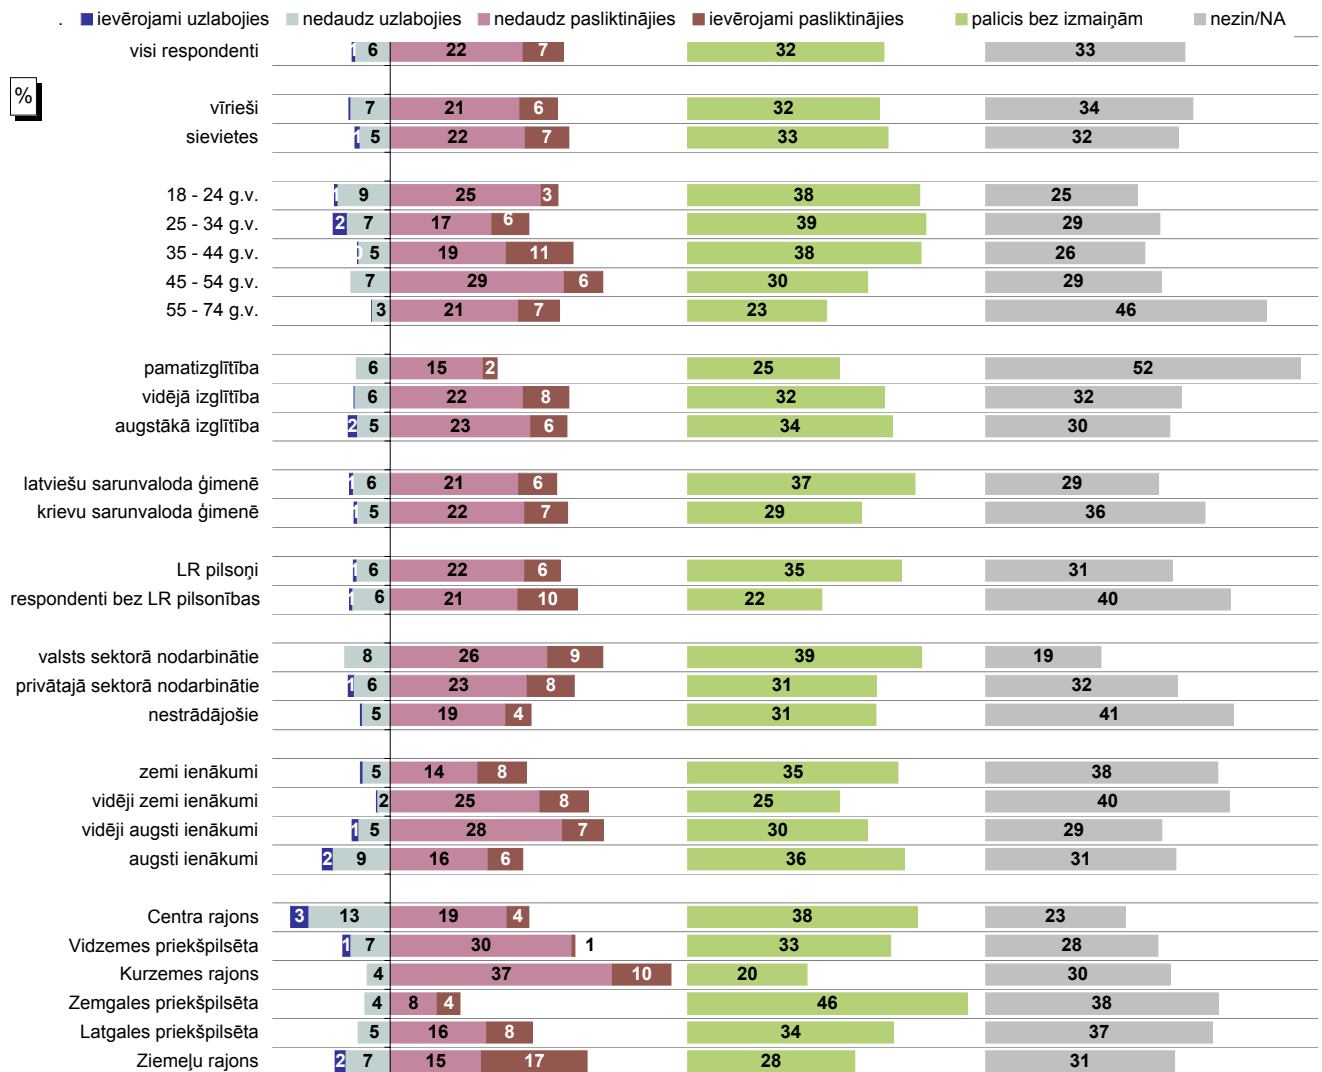 . ievērojami uzlabojies nedaudz uzlabojies nedaudz pasliktinājies ievērojami pasliktinājies palicis bez izmaiņām nezin/NA
visi respondenti 1 6 22 7 32 33
%
vīrieši 7 21 6 32 34
sievietes 1 5 22 7 33 32
18 - 24 g.v. 1 9 25 3 38 25
25 - 34 g.v. 2 7 17 6 39 29
35 - 44 g.v. 0 5 19 11 38 26
45 - 54 g.v. 7 29 6 30 29
55 - 74 g.v. 3 21 7 23 46
pamatizglītība 6 15 2 25 52
vidējā izglītība 6 22 8 32 32
augstākā izglītība 2 5 23 6 34 30
latviešu sarunvaloda ģimenē 1 6 21 6 37 29
krievu sarunvaloda ģimenē 1 5 22 7 29 36
LR pilsoņi 1 6 22 6 35 31
respondenti bez LR pilsonības 1 6 21 10 22 40
valsts sektorā nodarbinātie 8 26 9 39 19
privātajā sektorā nodarbinātie 1 6 23 8 31 32
nestrādājošie 5 19 4 31 41
zemi ienākumi 5 14 8 35 38
vidēji zemi ienākumi 2 25 8 25 40
vidēji augsti ienākumi 1 5 28 7 30 29
augsti ienākumi 2 9 16 6 36 31
Centra rajons 3 13 19 4 38 23
Vidzemes priekšpilsēta 1 7 30 1 33 28
Kurzemes rajons 4 37 10 20 30
Zemgales priekšpilsēta 4 8 4 46 38
Latgales priekšpilsēta 5 16 8 34 37
Ziemeļu rajons 2 7 15 17 28 31